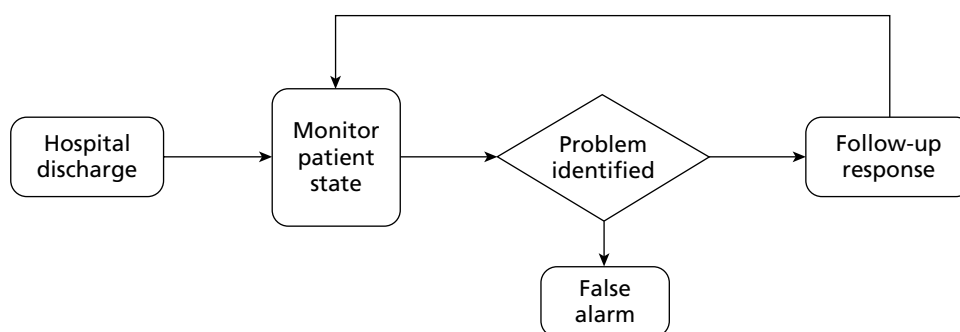 Hospital
discharge
Monitor
patient
state
Problem
identified
Follow-up
response
False
alarm